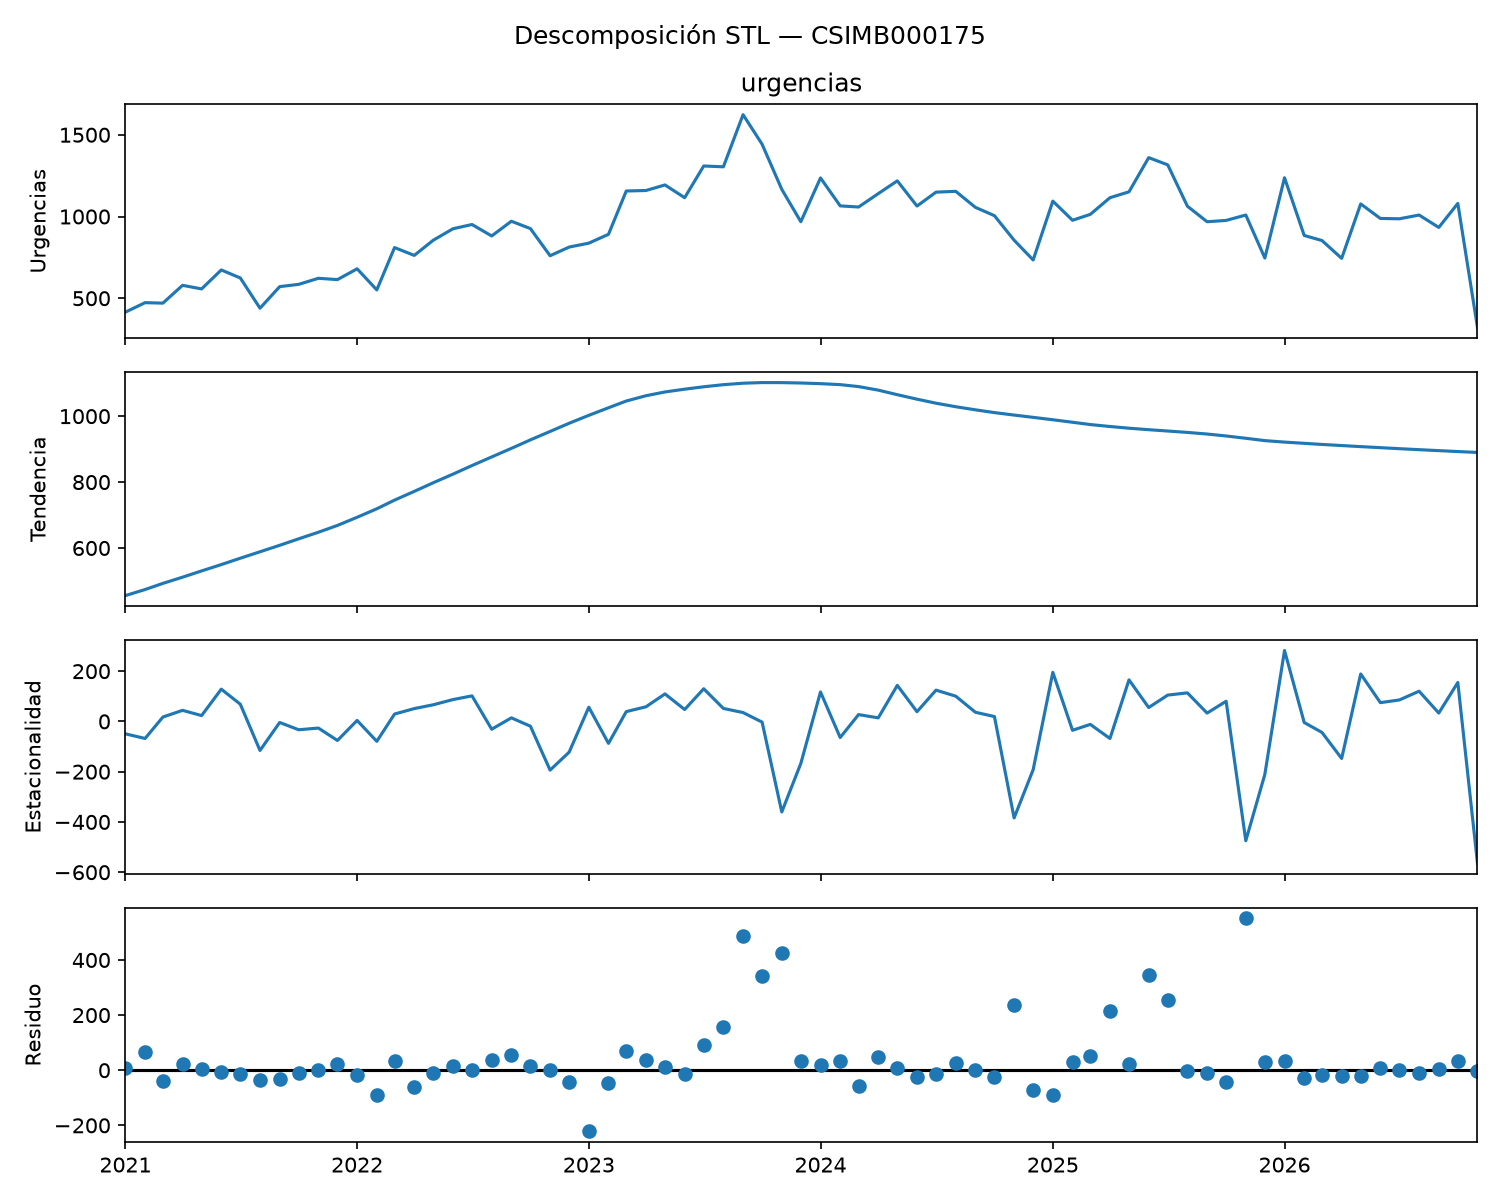 Descomposición STL — CSIMB000175
urgencias
Urgencias
1500
1000
500
Tendencia
1000
800
600
Estacionalidad
200
0
−200
−400
−600
Residuo
400
200
0
−200
2021 2022 2023 2024 2025 2026